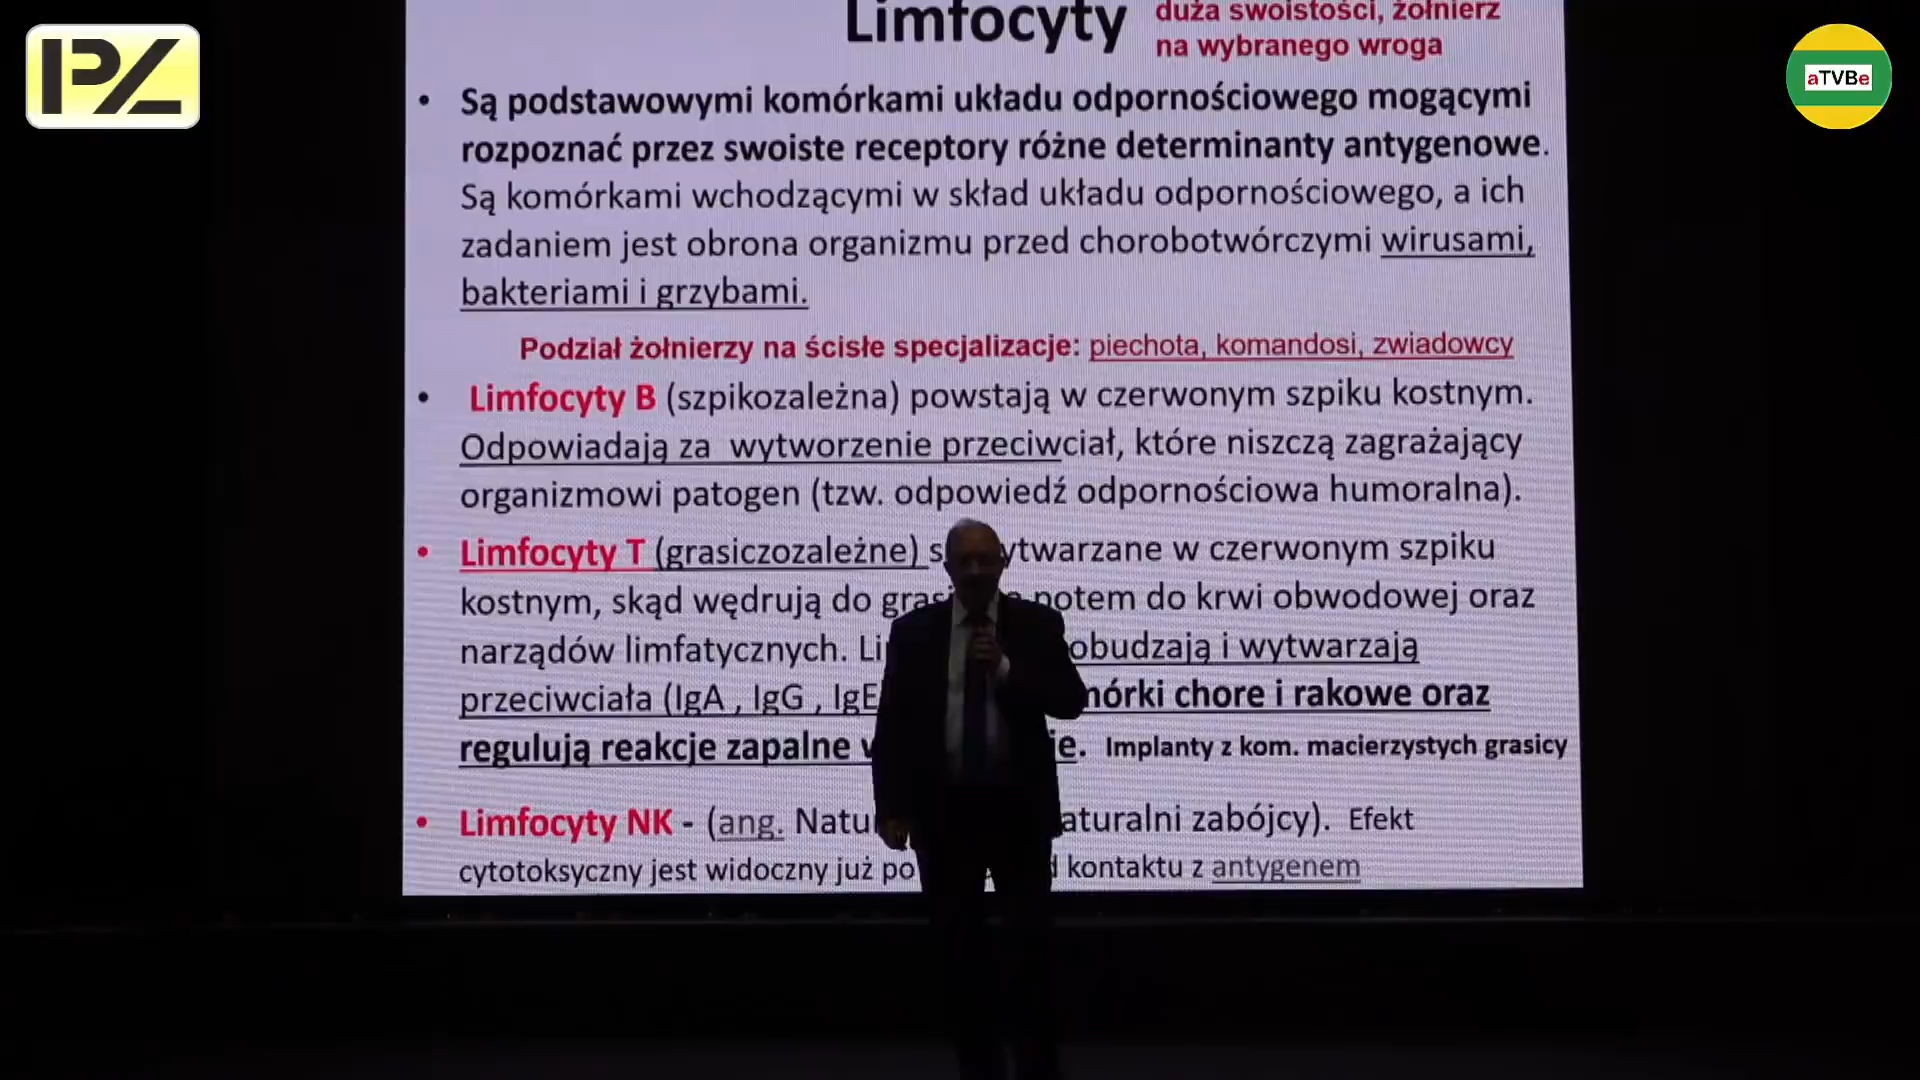 PZ
aTVBe
Limfocyty
duża swoistości, żołnierz
na wybranego wroga
• Są podstawowymi komórkami układu odpornościowego mogącymi
rozpoznać przez swoiste receptory różne determinanty antygenowe.
Są komórkami wchodzącymi w skład układu odpornościowego, a ich
zadaniem jest obrona organizmu przed chorobotwórczymi wirusami,
bakteriami i grzybami.
Podział żołnierzy na ścisłe specjalizacje: piechota, komandosi, zwiadowcy
• Limfocyty B (szpikozależna) powstają w czerwonym szpiku kostnym.
Odpowiadają za wytworzenie przeciwciał, które niszczą zagrażający
organizmowi patogen (tzw. odpowiedź odpornościowa humoralna).
• Limfocyty T (grasiczozależne) w czerwonym szpiku
kostnym, skąd wędrują do potem do krwi obwodowej oraz
narządów limfatycznych. i wytwarzają
przeciwciała (IgA , IgG , IgE chore i rakowe oraz
regulują reakcje zapalne Implanty z kom. macierzystych grasicy
• Limfocyty NK - (ang. zabójcy). Efekt
cytotoksyczny jest widoczny już po kontaktu z antygenem